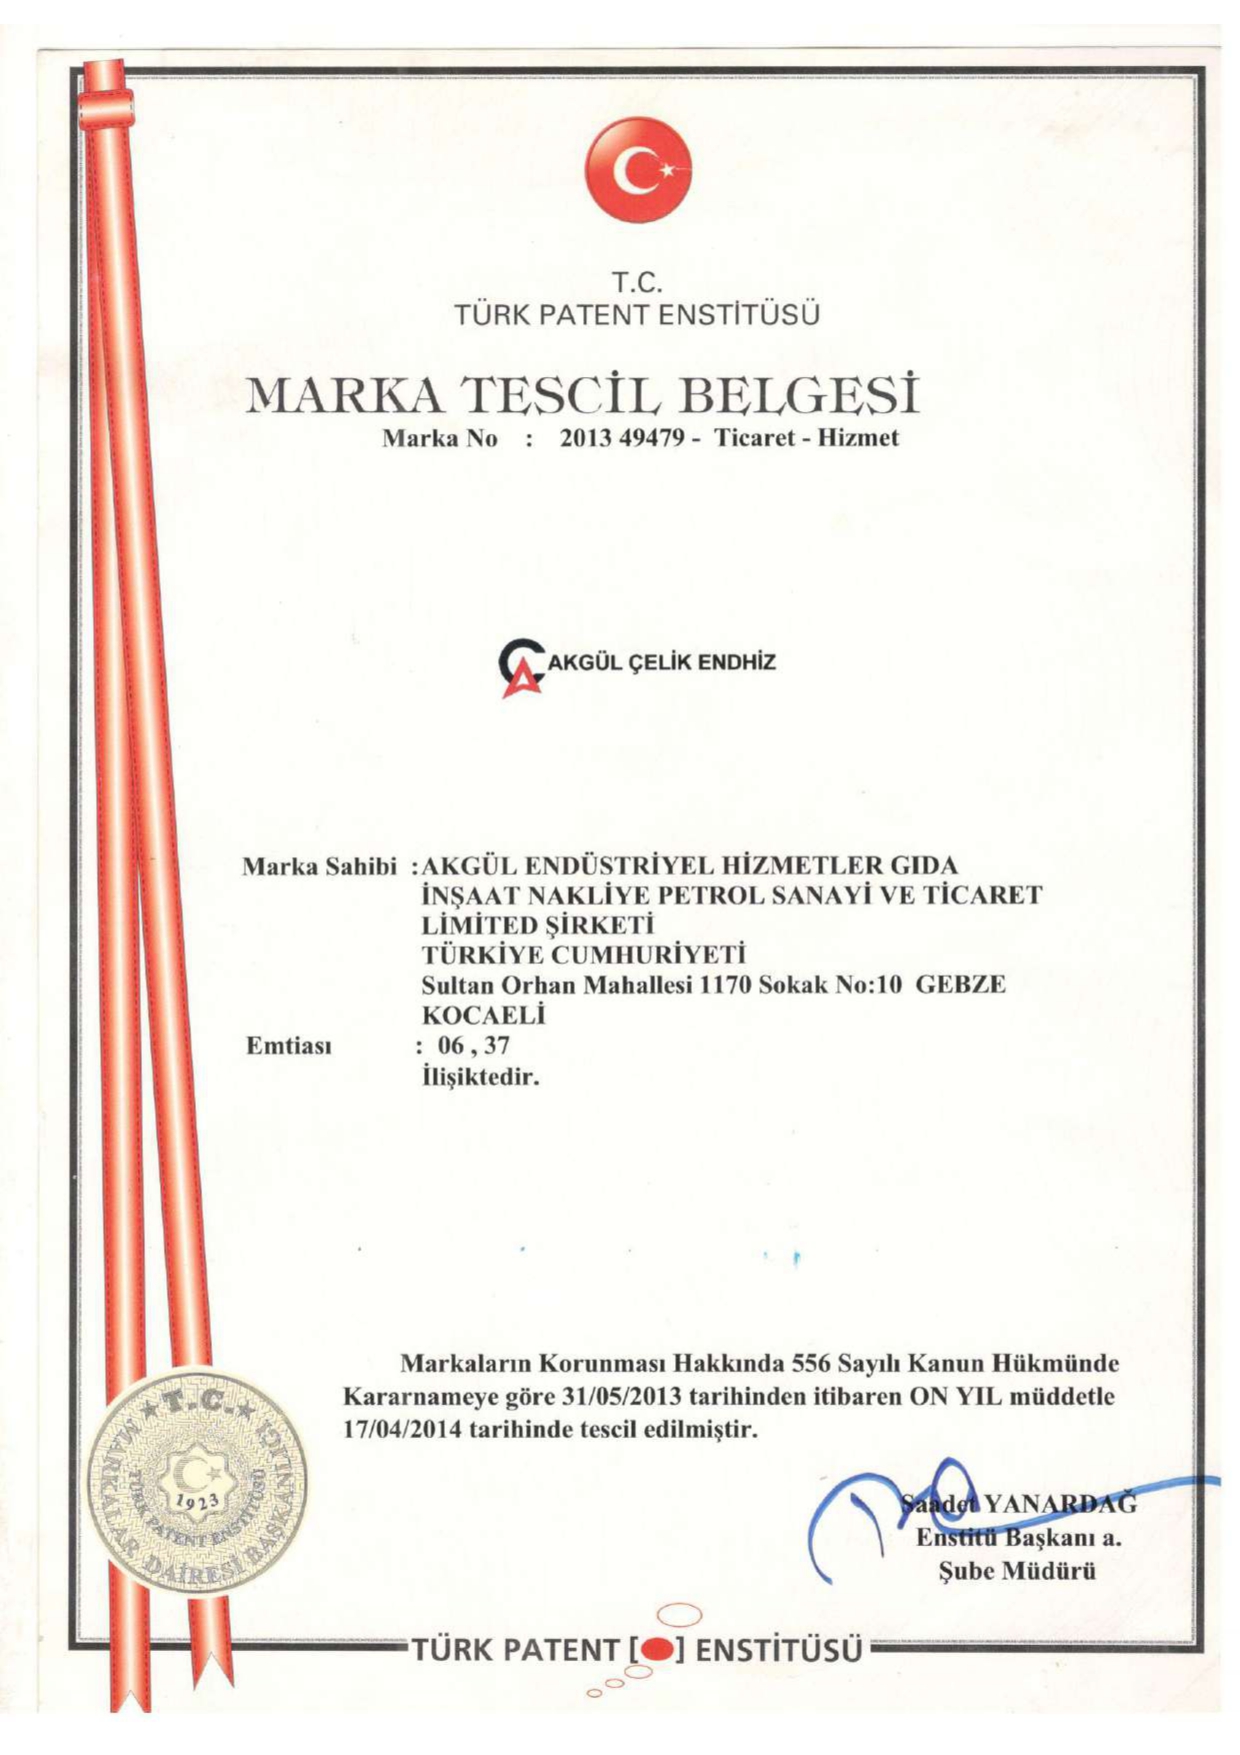 T.C.
TÜRK PATENT ENSTİTÜSÜ
MARKA TESCİL BELGESİ
Marka No : 2013 49479 - Ticaret - Hizmet
AKGÜL ÇELİK ENDHİZ
Marka Sahibi :AKGÜL ENDÜSTRİYEL HİZMETLER GIDA
İNŞAAT NAKLİYE PETROL SANAYİ VE TİCARET
LİMİTED ŞİRKETİ
TÜRKİYE CUMHURİYETİ
Sultan Orhan Mahallesi 1170 Sokak No:10 GEBZE
KOCAELİ
Emtiası : 06 , 37
İlişiktedir.
Markaların Korunması Hakkında 556 Sayılı Kanun Hükmünde
Kararnameye göre 31/05/2013 tarihinden itibaren ON YIL müddetle
17/04/2014 tarihinde tescil edilmiştir.
T.C.
MARKALAR DAİRESİ BAŞKANLIĞI
TÜRK PATENT ENSTİTÜSÜ
1923
Saadet YANARDAĞ
Enstitü Başkanı a.
Şube Müdürü
TÜRK PATENT [ ] ENSTİTÜSÜ